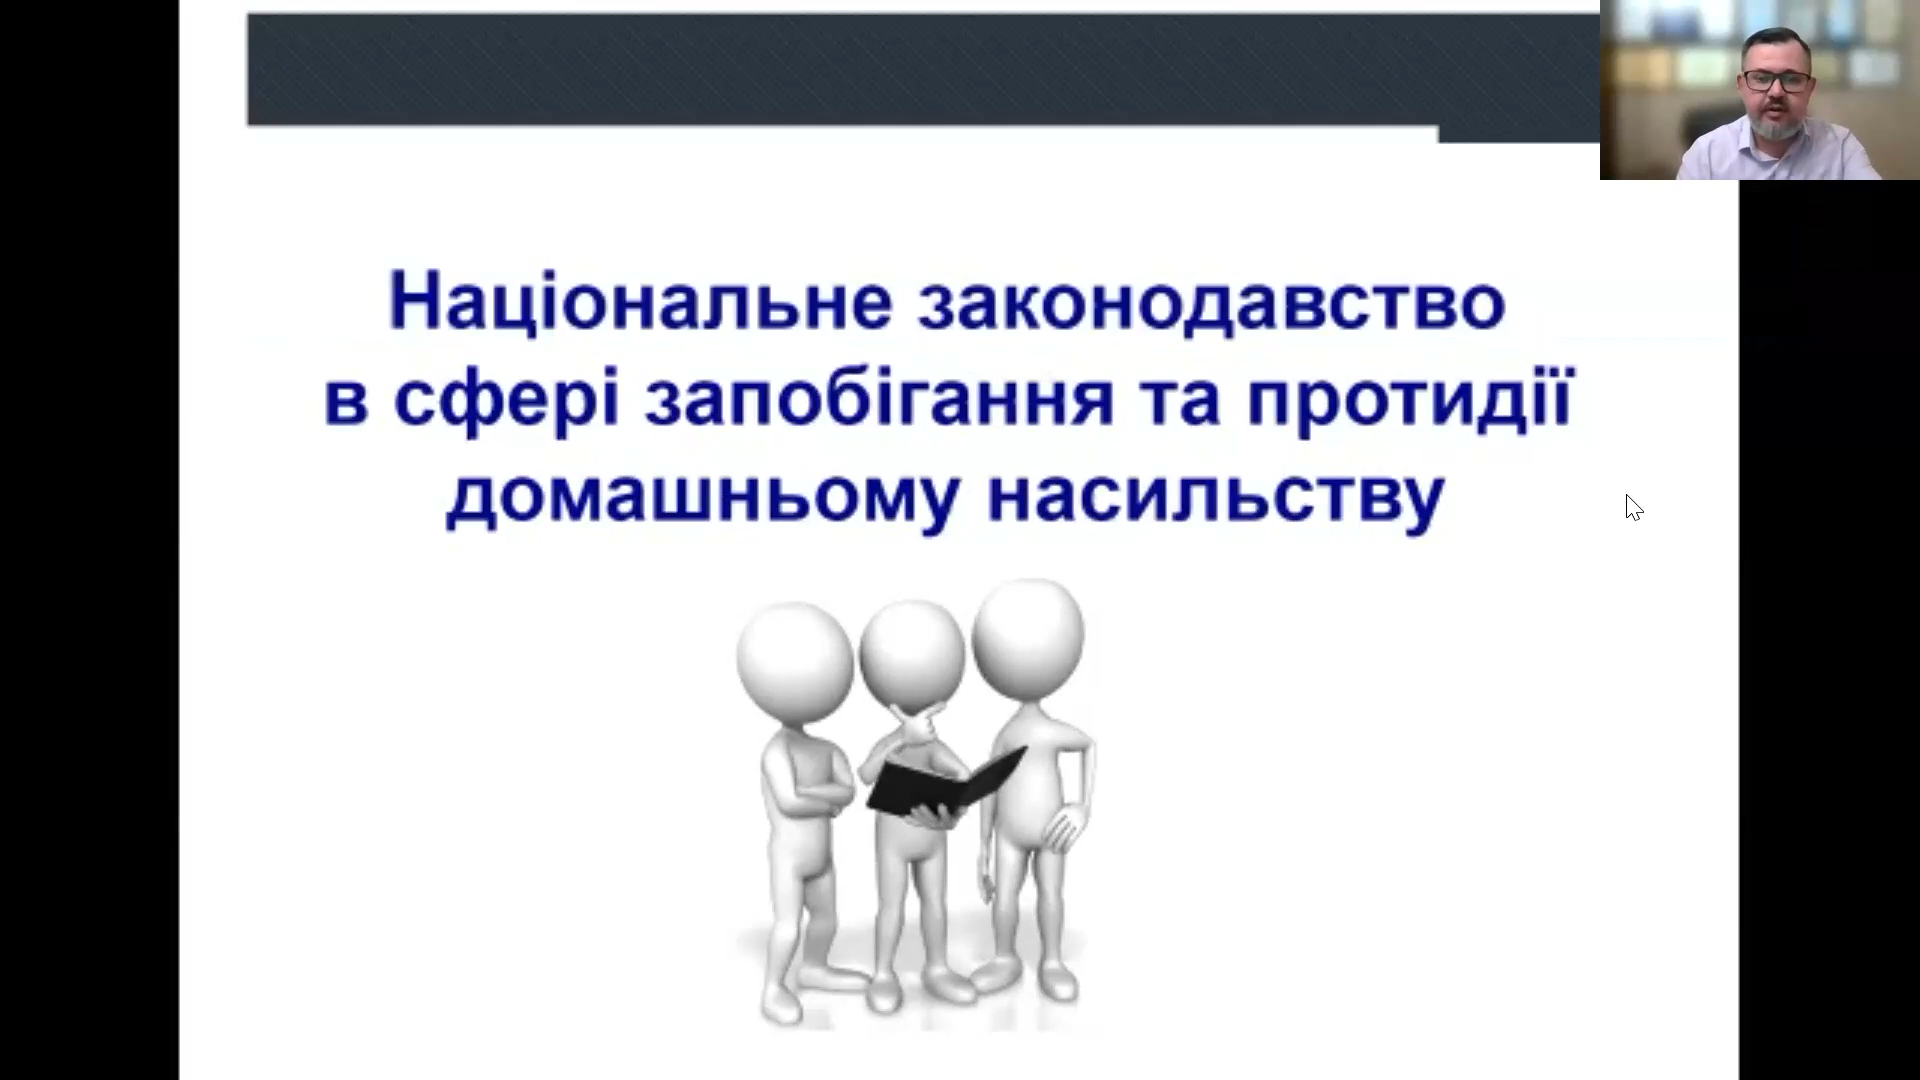 Національне законодавство
в сфері запобігання та протидії
домашньому насильству